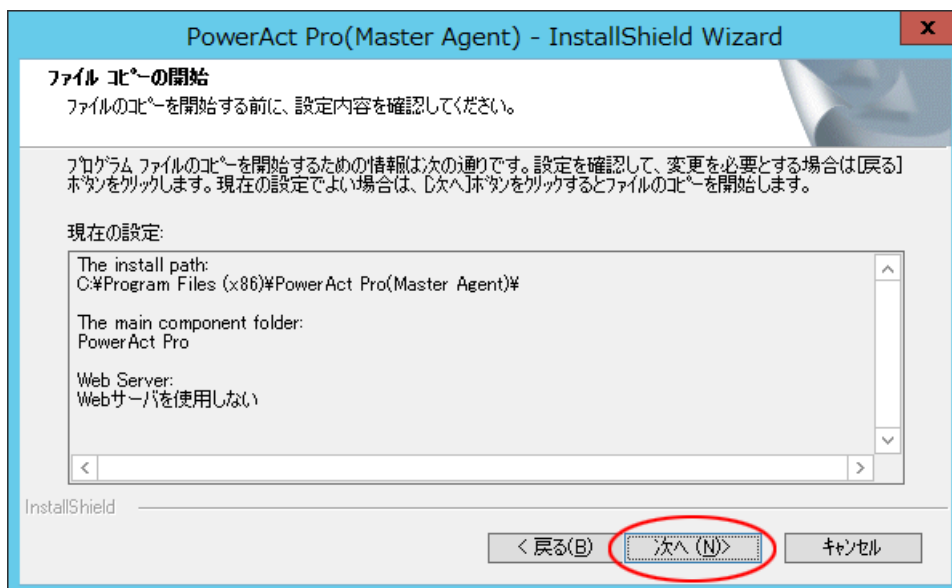 PowerAct Pro(Master Agent) - InstallShield Wizard
x
ファイル コピーの開始
ファイルのコピーを開始する前に、設定内容を確認してください。
プログラム ファイルのコピーを開始するための情報は次の通りです。設定を確認して、変更を必要とする場合は[戻る]
ボタンをクリックします。現在の設定でよい場合は、[次へ]ボタンをクリックするとファイルのコピーを開始します。
現在の設定:
The install path:
C:¥Program Files (x86)¥PowerAct Pro(Master Agent)¥
The main component folder:
PowerAct Pro
Web Server:
Webサーバを使用しない
InstallShield
< 戻る(B)
次へ (N)>
キャンセル